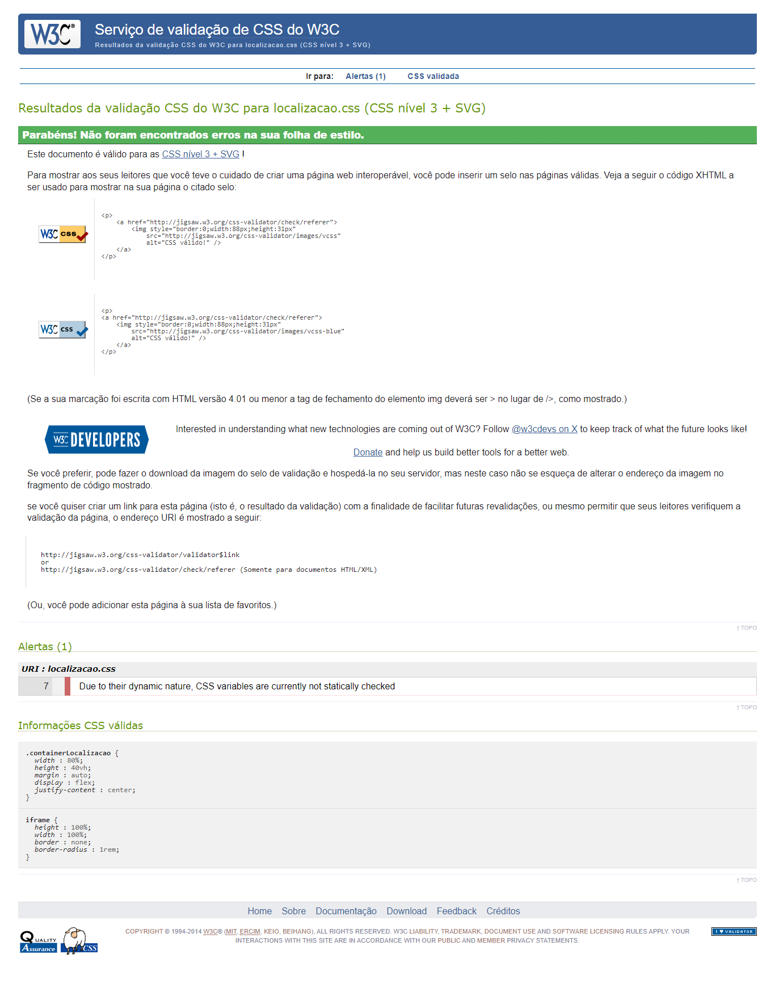 W3C®
Serviço de validação de CSS do W3C
Resultados da validação CSS do W3C para localizacao.css (CSS nível 3 + SVG)
Ir para: Alertas (1) CSS validada
Resultados da validação CSS do W3C para localizacao.css (CSS nível 3 + SVG)
Parabéns! Não foram encontrados erros na sua folha de estilo.
Este documento é válido para as CSS nível 3 + SVG !
Para mostrar aos seus leitores que você teve o cuidado de criar uma página web interoperável, você pode inserir um selo nas páginas válidas. Veja a seguir o código XHTML a
ser usado para mostrar na sua página o citado selo:
W3C css
<p>
<a href="http://jigsaw.w3.org/css-validator/check/referer">
<img style="border:0;width:88px;height:31px"
src="http://jigsaw.w3.org/css-validator/images/vcss"
alt="CSS válido!" />
</a>
</p>
W3C css
<p>
<a href="http://jigsaw.w3.org/css-validator/check/referer">
<img style="border:0;width:88px;height:31px"
src="http://jigsaw.w3.org/css-validator/images/vcss-blue"
alt="CSS válido!" />
</a>
</p>
(Se a sua marcação foi escrita com HTML versão 4.01 ou menor a tag de fechamento do elemento img deverá ser > no lugar de />, como mostrado.)
W3C DEVELOPERS
Interested in understanding what new technologies are coming out of W3C? Follow @w3cdevs on X to keep track of what the future looks like!
Donate and help us build better tools for a better web.
Se você preferir, pode fazer o download da imagem do selo de validação e hospedá-la no seu servidor, mas neste caso não se esqueça de alterar o endereço da imagem no
fragmento de código mostrado.
se você quiser criar um link para esta página (isto é, o resultado da validação) com a finalidade de facilitar futuras revalidações, ou mesmo permitir que seus leitores verifiquem a
validação da página, o endereço URI é mostrado a seguir:
http://jigsaw.w3.org/css-validator/validator$link
or
http://jigsaw.w3.org/css-validator/check/referer (Somente para documentos HTML/XML)
(Ou, você pode adicionar esta página à sua lista de favoritos.)
↑ TOPO
Alertas (1)
URI : localizacao.css
7 Due to their dynamic nature, CSS variables are currently not statically checked
↑ TOPO
Informações CSS válidas
.containerLocalizacao {
width : 80%;
height : 40vh;
margin : auto;
display : flex;
justify-content : center;
}
iframe {
height : 100%;
width : 100%;
border : none;
border-radius : 1rem;
}
↑ TOPO
Home Sobre Documentação Download Feedback Créditos
QUALITY
Assurance
CSS
COPYRIGHT © 1994-2014 W3C® (MIT, ERCIM, KEIO, BEIHANG), ALL RIGHTS RESERVED. W3C LIABILITY, TRADEMARK, DOCUMENT USE AND SOFTWARE LICENSING RULES APPLY. YOUR
INTERACTIONS WITH THIS SITE ARE IN ACCORDANCE WITH OUR PUBLIC AND MEMBER PRIVACY STATEMENTS.
I ♥ VALIDATOR